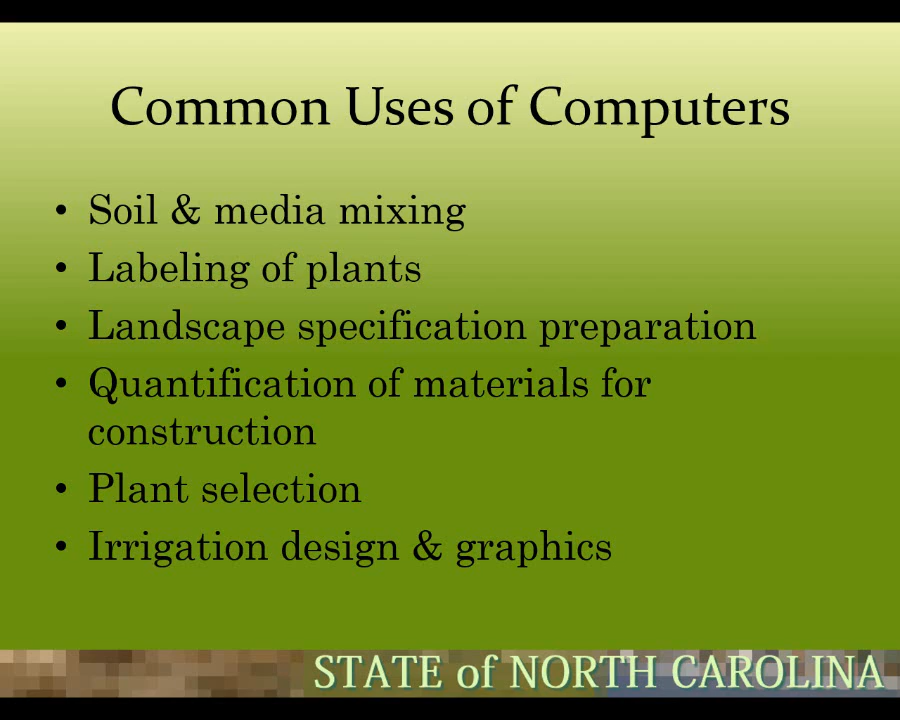 Common Uses of Computers
• Soil & media mixing
• Labeling of plants
• Landscape specification preparation
• Quantification of materials for
construction
• Plant selection
• Irrigation design & graphics
STATE of NORTH CAROLINA